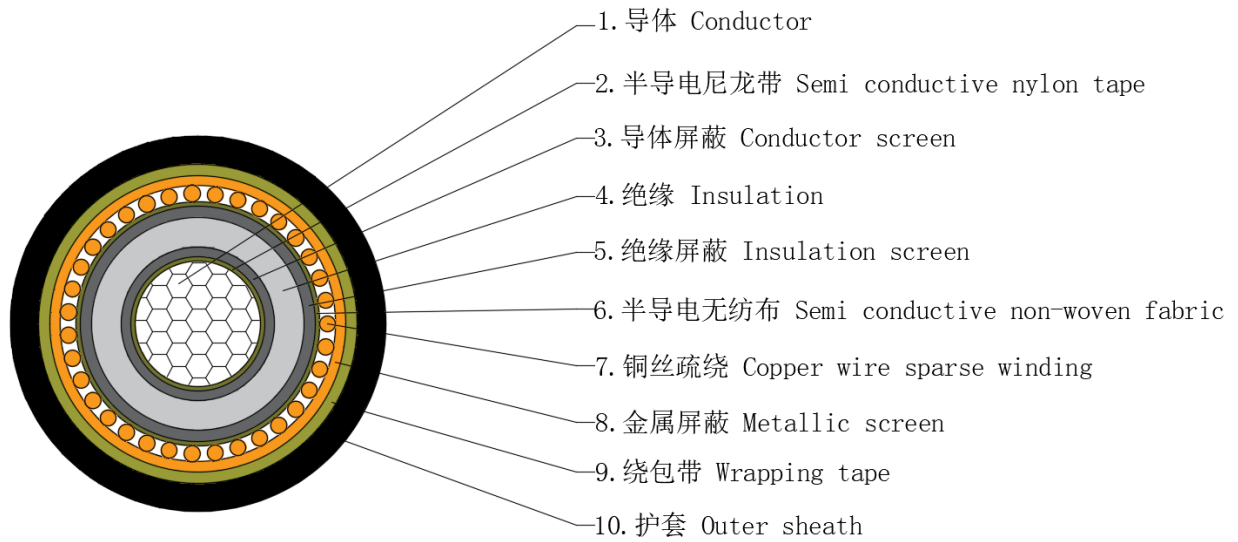 1. 导体 Conductor
2. 半导电尼龙带 Semi conductive nylon tape
3. 导体屏蔽 Conductor screen
4. 绝缘 Insulation
5. 绝缘屏蔽 Insulation screen
6. 半导电无纺布 Semi conductive non-woven fabric
7. 铜丝疏绕 Copper wire sparse winding
8. 金属屏蔽 Metallic screen
9. 绕包带 Wrapping tape
10. 护套 Outer sheath